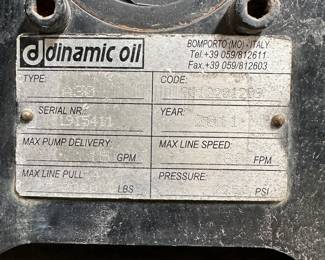 dinamic oil
BOMPORTO (MO) - ITALY
Tel.+39 059/812611
Fax.+39 059/812603
TYPE:
CODE:
SERIAL NR:
YEAR:
MAX PUMP DELIVERY:
GPM
MAX LINE SPEED:
FPM
MAX LINE PULL:
LBS
PRESSURE:
PSI